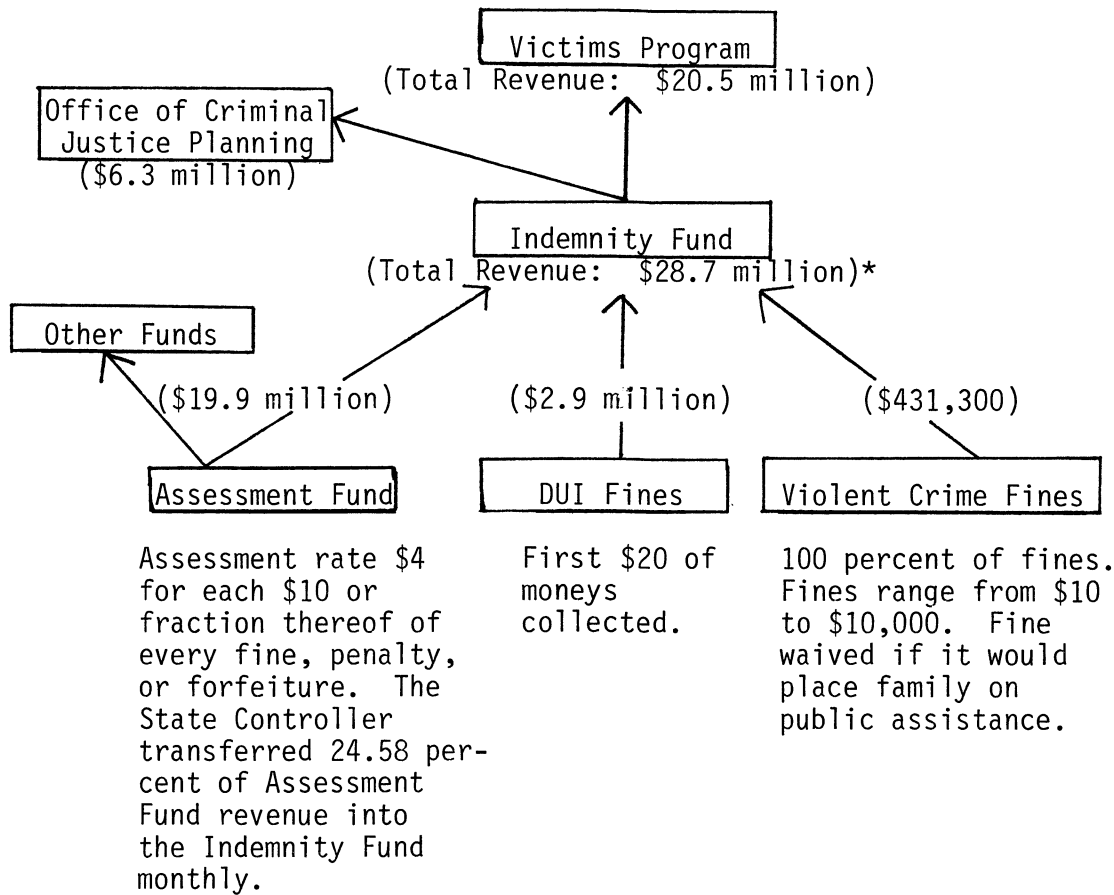 Victims Program
(Total Revenue: $20.5 million)
Office of Criminal
Justice Planning
($6.3 million)
Indemnity Fund
(Total Revenue: $28.7 million)*
Other Funds
($19.9 million)
($2.9 million)
($431,300)
Assessment Fund
DUI Fines
Violent Crime Fines
Assessment rate $4
for each $10 or
fraction thereof of
every fine, penalty,
or forfeiture. The
State Controller
transferred 24.58 per-
cent of Assessment
Fund revenue into
the Indemnity Fund
monthly.
First $20 of
moneys
collected.
100 percent of fines.
Fines range from $10
to $10,000. Fine
waived if it would
place family on
public assistance.